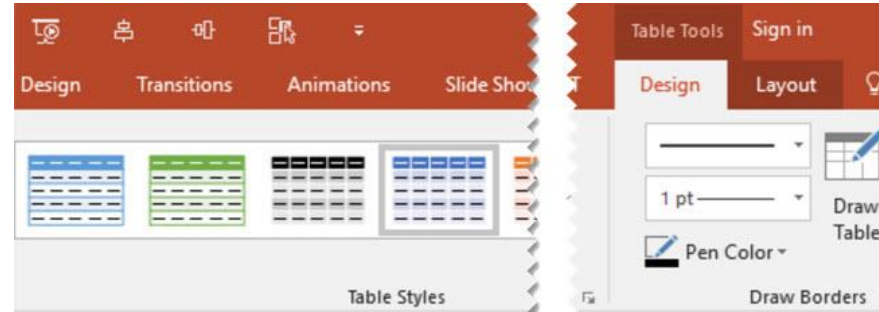 Table Tools Sign in
Design Transitions Animations Slide Show
Design Layout
1 pt
Draw
Table
Pen Color
Table Styles
Draw Borders